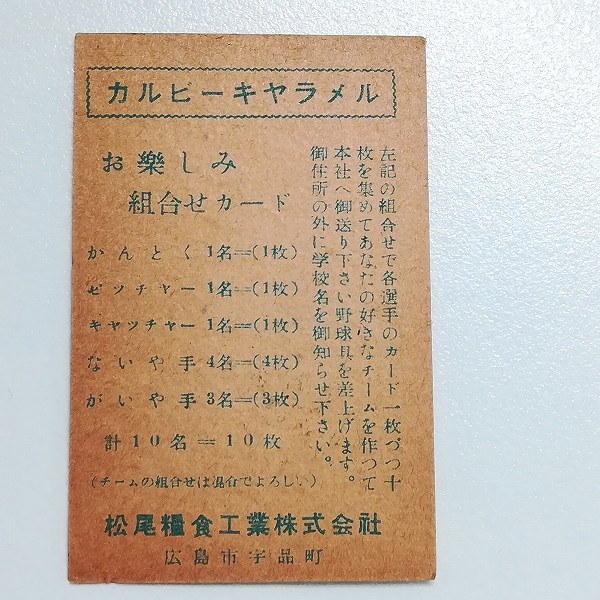 カルビーキヤラメル
お樂しみ
組合せカード
左記の組合せで各選手のカード一枚づつ十
枚を集めてあなたの好きなチームを作つて
本社へ御送り下さい野球具を差上げます。
御住所の外に学校名を御知らせ下さい。
かんとく 1名=(1枚)
ピツチヤー 1名=(1枚)
キヤツチヤー 1名=(1枚)
ないや手 4名=(4枚)
がいや手 3名=(3枚)
計10名=10枚
(チームの組合せは混合でよろしい)
松尾糧食工業株式会社
広島市宇品町